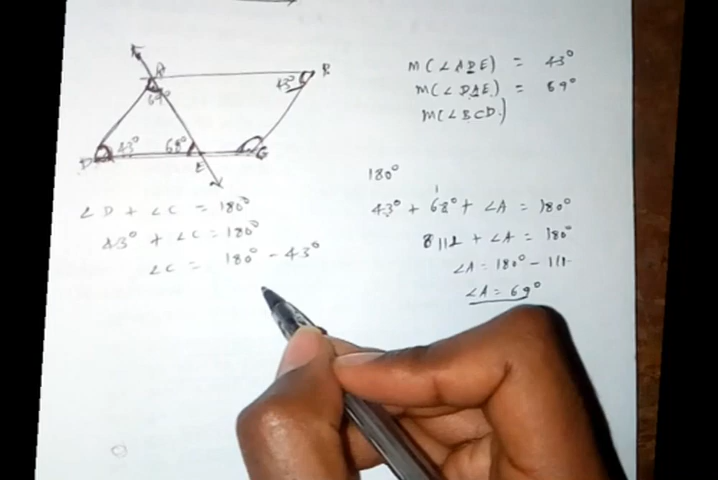 F
A
B
43°
69°
D
43°
68°
E
C
M(∠ADE) = 43°
M(∠DAE) = 69°
M(∠BCD)
180°
43° + 68° + ∠A = 180°
111 + ∠A = 180°
∠A = 180° - 111
∠A = 69°
∠D + ∠C = 180°
43° + ∠C = 180°
∠C = 180° - 43°